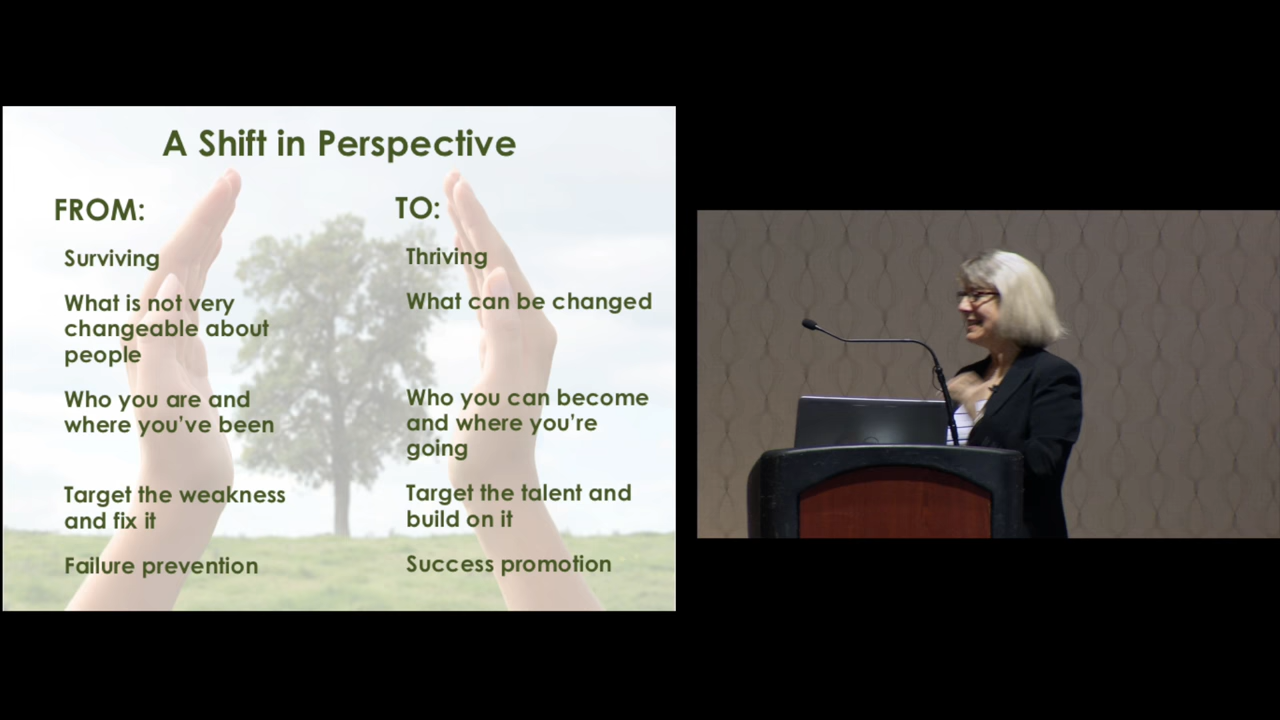 A Shift in Perspective
FROM:
Surviving
What is not very
changeable about
people
Who you are and
where you've been
Target the weakness
and fix it
Failure prevention
TO:
Thriving
What can be changed
Who you can become
and where you're
going
Target the talent and
build on it
Success promotion